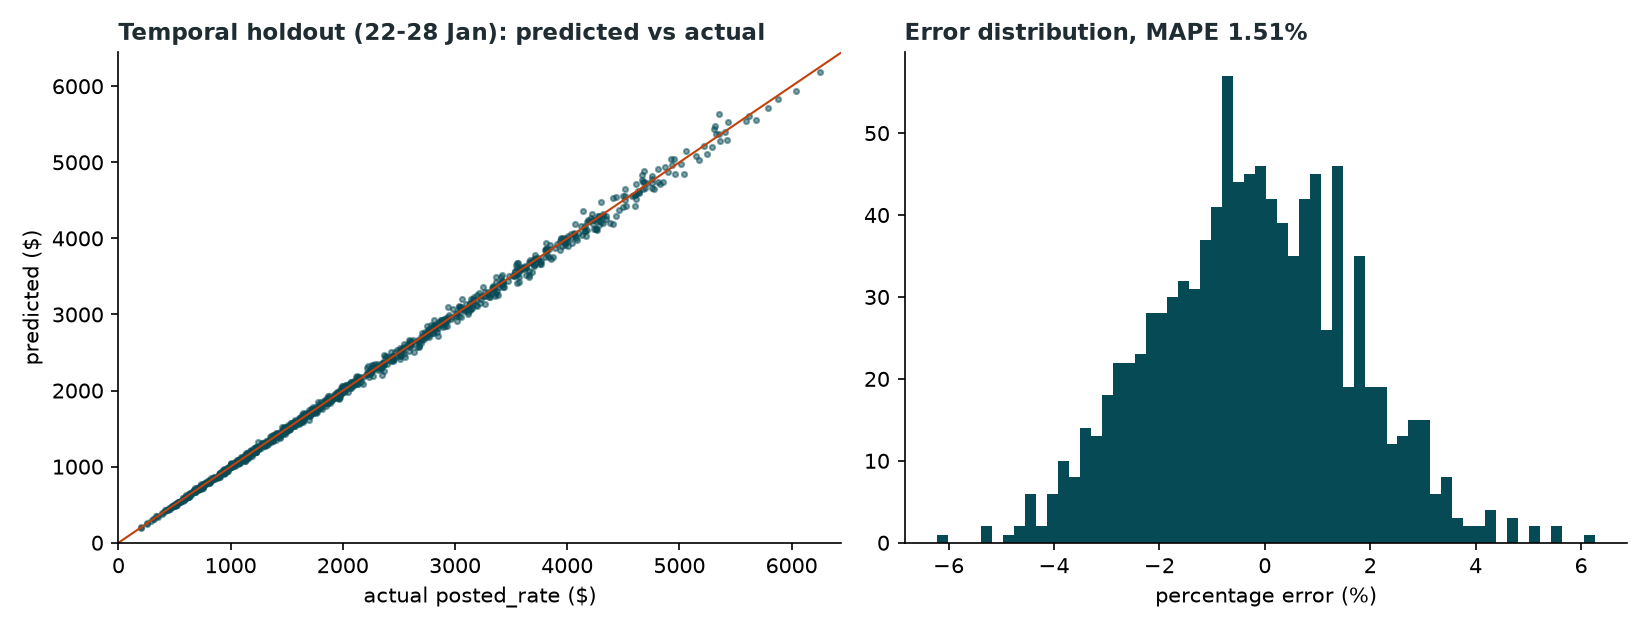 Temporal holdout (22-28 Jan): predicted vs actual
6000
5000
4000
3000
2000
1000
0
predicted ($)
0 1000 2000 3000 4000 5000 6000
actual posted_rate ($)
Error distribution, MAPE 1.51%
50
40
30
20
10
0
−6 −4 −2 0 2 4 6
percentage error (%)